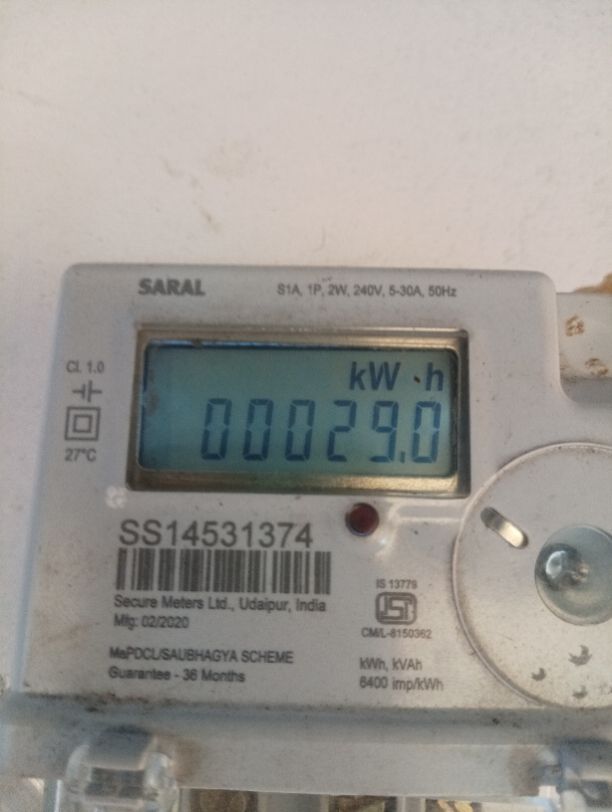 SARAL
S1A, 1P, 2W, 240V, 5-30A, 50Hz
Cl. 1.0
27°C
kW h
00029.0
SS14531374
Secure Meters Ltd., Udaipur, India
Mfg: 02/2020
MePDCL/SAUBHAGYA SCHEME
Guarantee - 36 Months
IS 13779
ISI
CM/L-8150362
kWh, kVAh
6400 imp/kWh